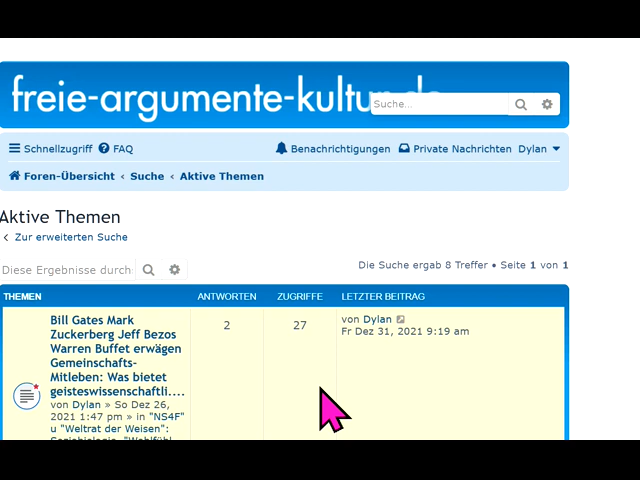 freie-argumente-kultur.de
Suche...
Schnellzugriff FAQ Benachrichtigungen Private Nachrichten Dylan
Foren-Übersicht ‹ Suche ‹ Aktive Themen
Aktive Themen
Zur erweiterten Suche
Diese Ergebnisse durch
Die Suche ergab 8 Treffer • Seite 1 von 1
THEMEN ANTWORTEN ZUGRIFFE LETZTER BEITRAG
Bill Gates Mark
Zuckerberg Jeff Bezos
Warren Buffet erwägen
Gemeinschafts-
Mitleben: Was bietet
geisteswissenschaftli....
von Dylan » So Dez 26,
2021 1:47 pm » in "NS4F"
u "Weltrat der Weisen":
2
27
von Dylan
Fr Dez 31, 2021 9:19 am